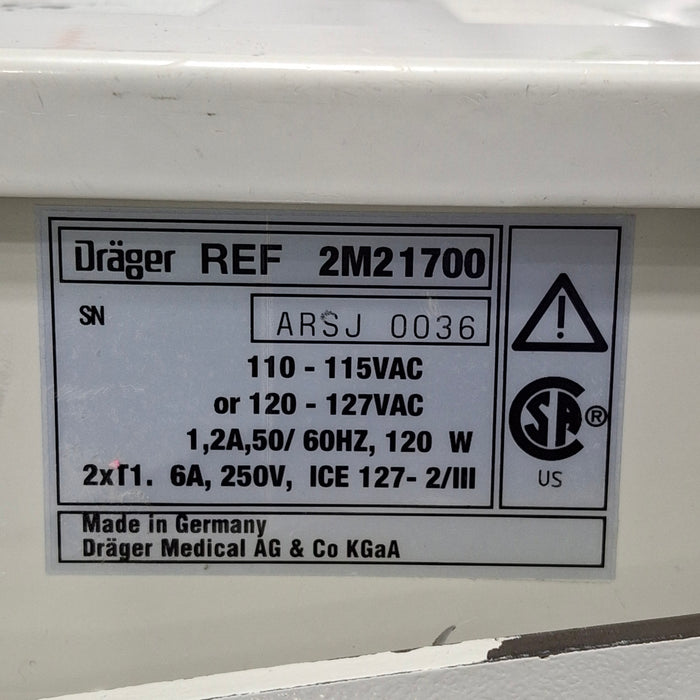 Dräger REF 2M21700
SN ARSJ 0036
110 - 115VAC
or 120 - 127VAC
1,2A,50/ 60HZ, 120 W
2xT1. 6A, 250V, ICE 127- 2/III
Made in Germany
Dräger Medical AG & Co KGaA
!
SA ®
US